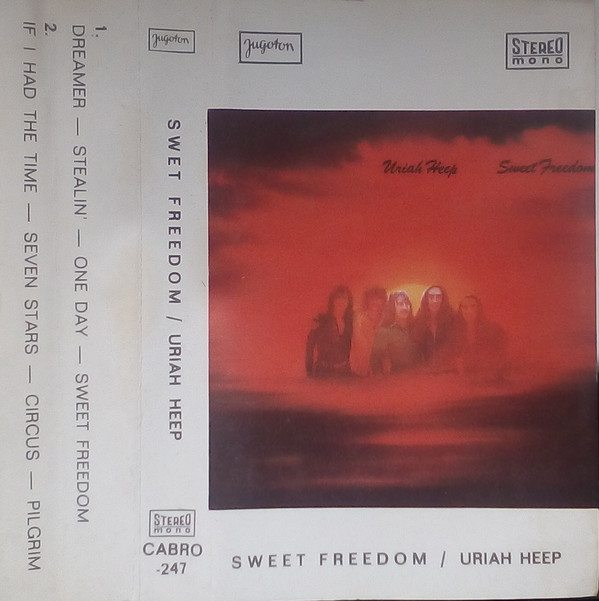 1.
DREAMER — STEALIN' — ONE DAY — SWEET FREEDOM
2.
IF I HAD THE TIME — SEVEN STARS — CIRCUS — PILGRIM
Jugoton
SWET FREEDOM / URIAH HEEP
STEREO
mono
CABRO
-247
Jugoton
STEREO
mono
Uriah Heep Sweet Freedom
SWEET FREEDOM / URIAH HEEP